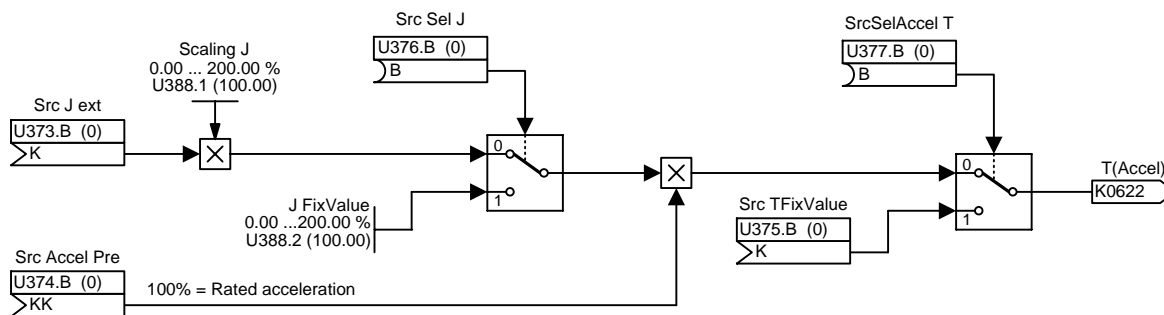 Src Sel J
U376.B (0)
B
SrcSelAccel T
U377.B (0)
B
Scaling J
0.00 ... 200.00 %
U388.1 (100.00)
Src J ext
U373.B (0)
K
0
1
J FixValue
0.00 ...200.00 %
U388.2 (100.00)
0
1
T(Accel)
K0622
Src TFixValue
U375.B (0)
K
Src Accel Pre
U374.B (0)
KK
100% = Rated acceleration